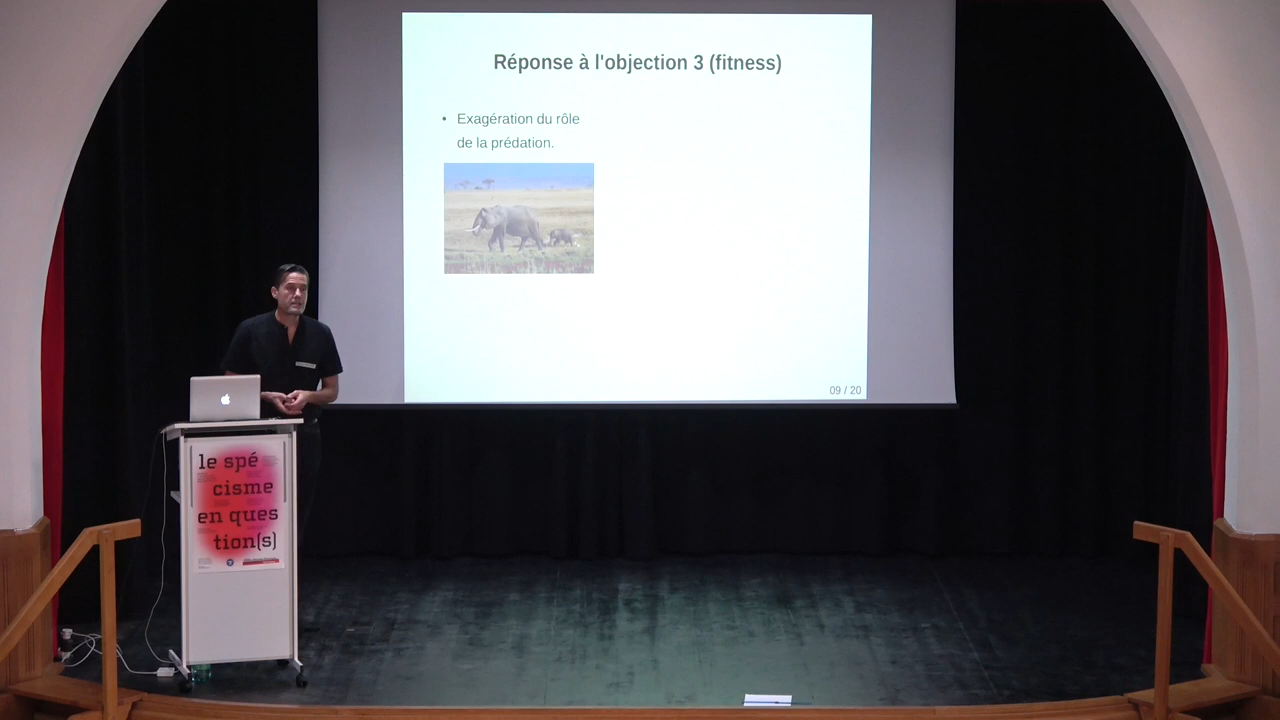 Réponse à l'objection 3 (fitness)
• Exagération du rôle
de la prédation.
09 / 20
le spé
cisme
en ques
tion(s)